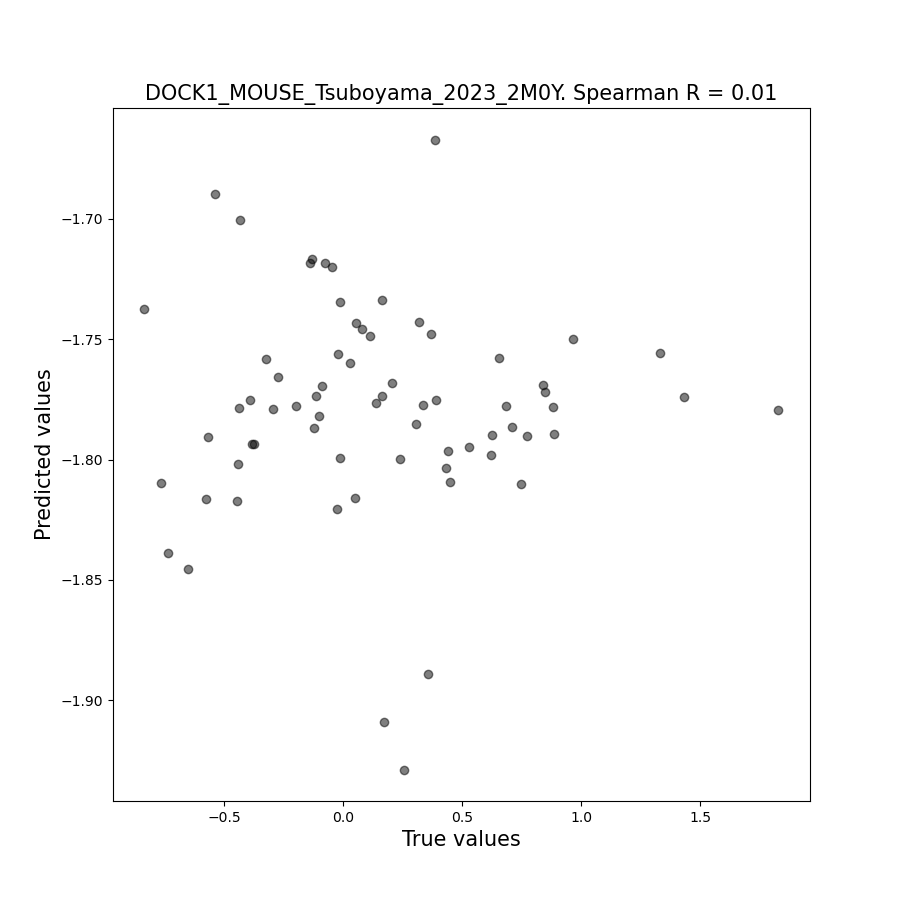 DOCK1_MOUSE_Tsuboyama_2023_2M0Y. Spearman R = 0.01
Predicted values
−1.70
−1.75
−1.80
−1.85
−1.90
−0.5 0.0 0.5 1.0 1.5
True values